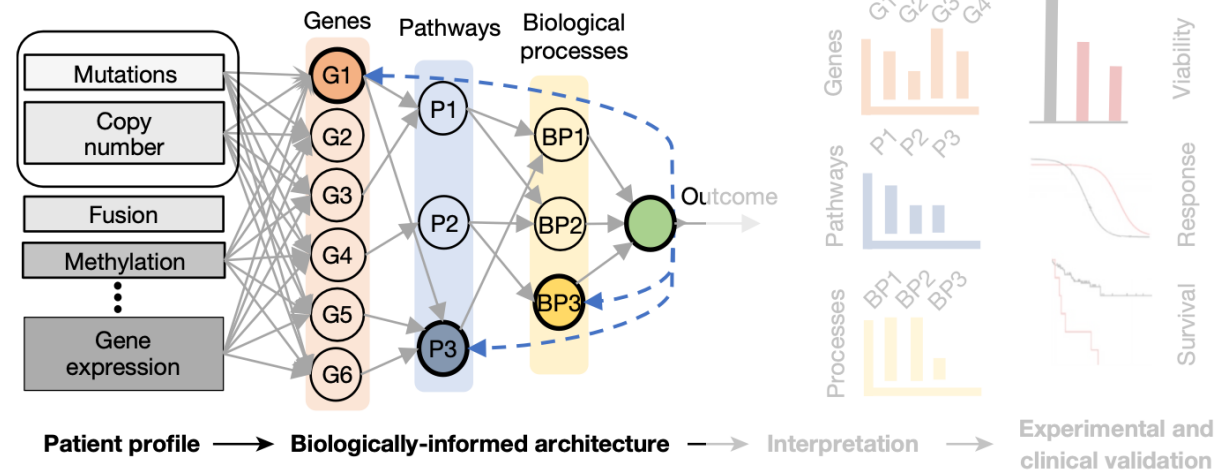 Genes
Pathways
Biological
processes
Mutations
Copy
number
Fusion
Methylation
Gene
expression
G1
G2
G3
G4
G5
G6
P1
P2
P3
BP1
BP2
BP3
Outcome
Genes
G1
G2
G3
G4
Viability
Pathways
P1
P2
P3
Response
Processes
BP1
BP2
BP3
Survival
Patient profile
Biologically-informed architecture
Interpretation
Experimental and
clinical validation